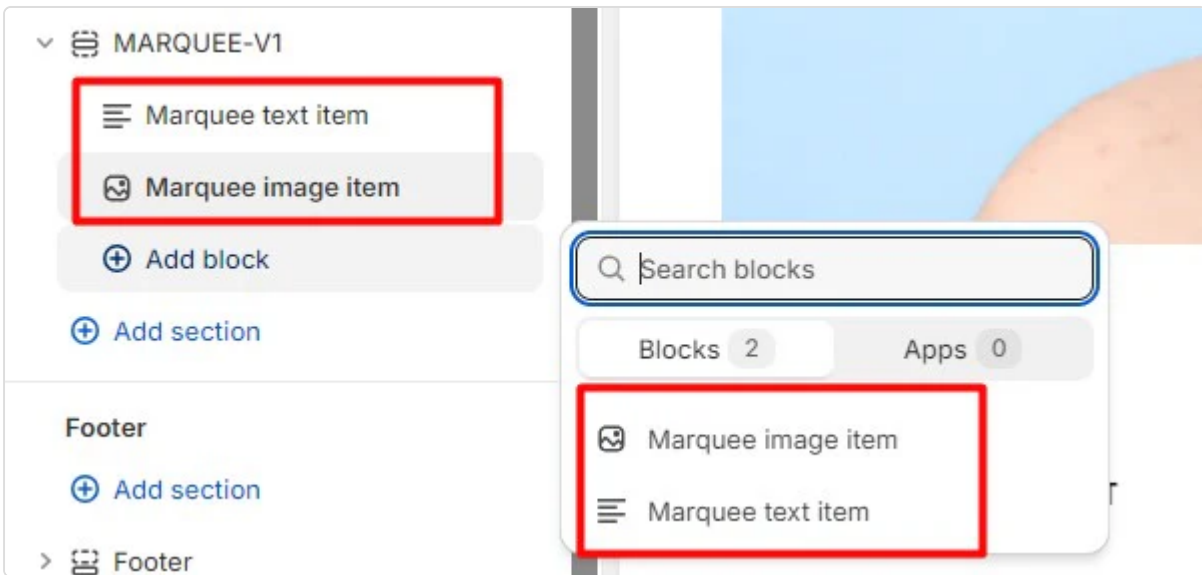 MARQUEE-V1
Marquee text item
Marquee image item
Add block
Add section
Footer
Add section
Footer
Search blocks
Blocks 2
Apps 0
Marquee image item
Marquee text item